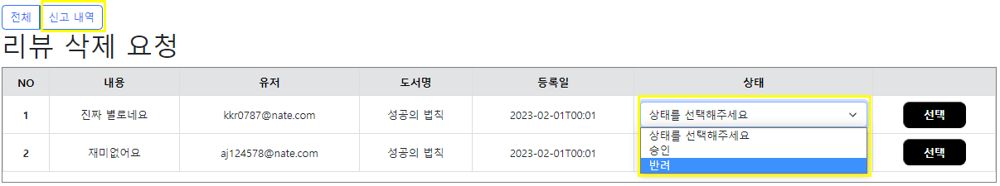 전체 신고 내역
리뷰 삭제 요청
NO 내용 유저 도서명 등록일 상태
1 진짜 별로네요 kkr0787@nate.com 성공의 법칙 2023-02-01T00:01 상태를 선택해주세요 선택
상태를 선택해주세요
승인
2 재미없어요 aj124578@nate.com 성공의 법칙 2023-02-01T00:01 선택
반려